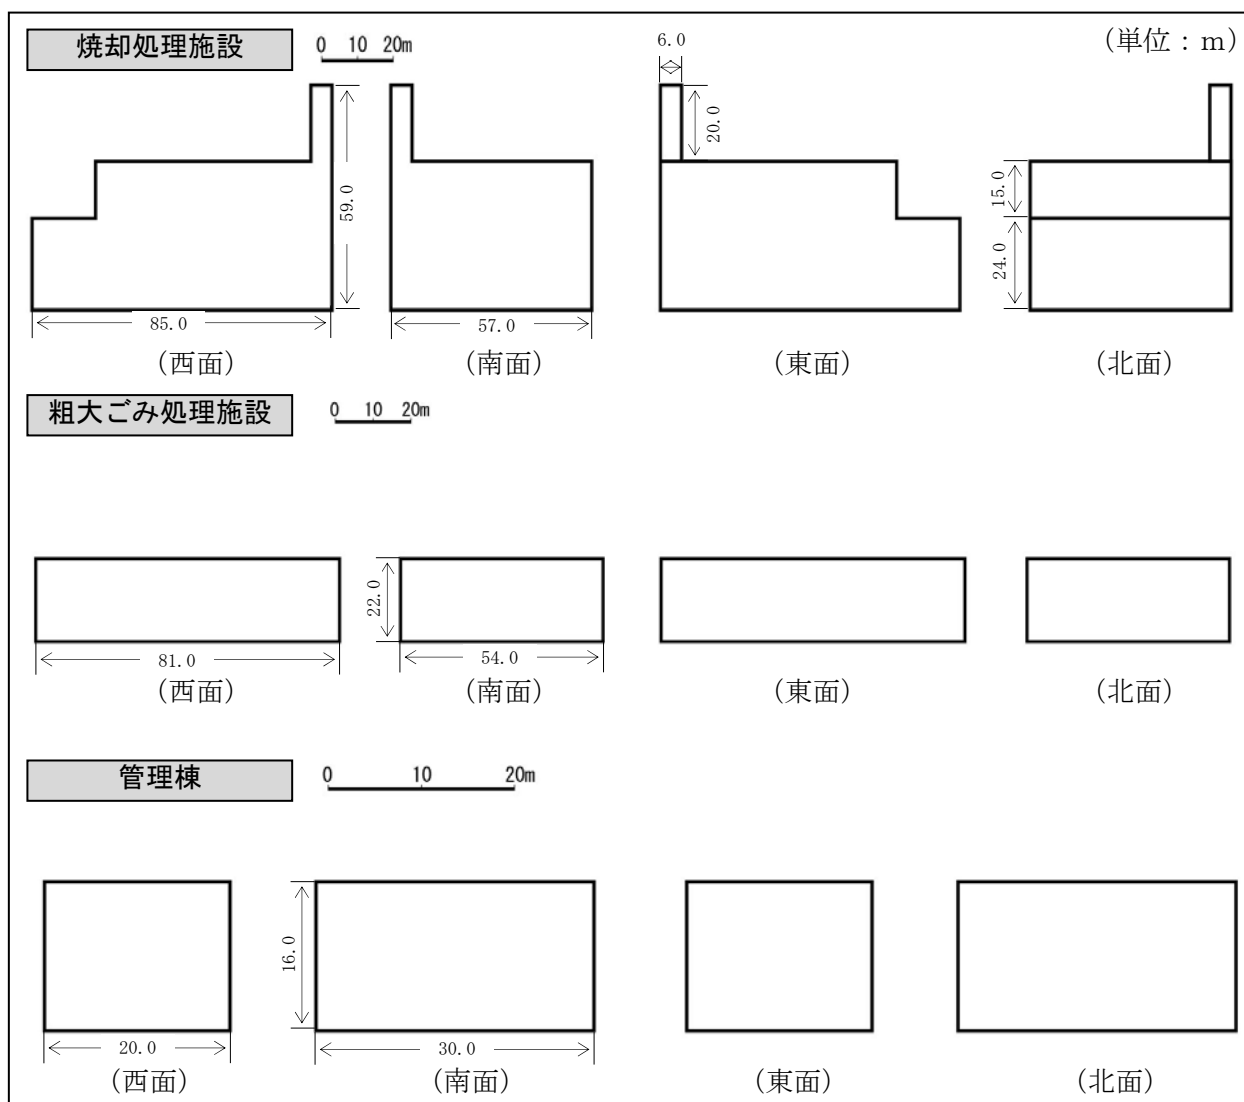 焼却処理施設
0 10 20m
(単位:m)
6.0
20.0
59.0
15.0
24.0
85.0
57.0
(西面)
(南面)
(東面)
(北面)
粗大ごみ処理施設
0 10 20m
22.0
81.0
54.0
(西面)
(南面)
(東面)
(北面)
管理棟
0 10 20m
16.0
20.0
30.0
(西面)
(南面)
(東面)
(北面)